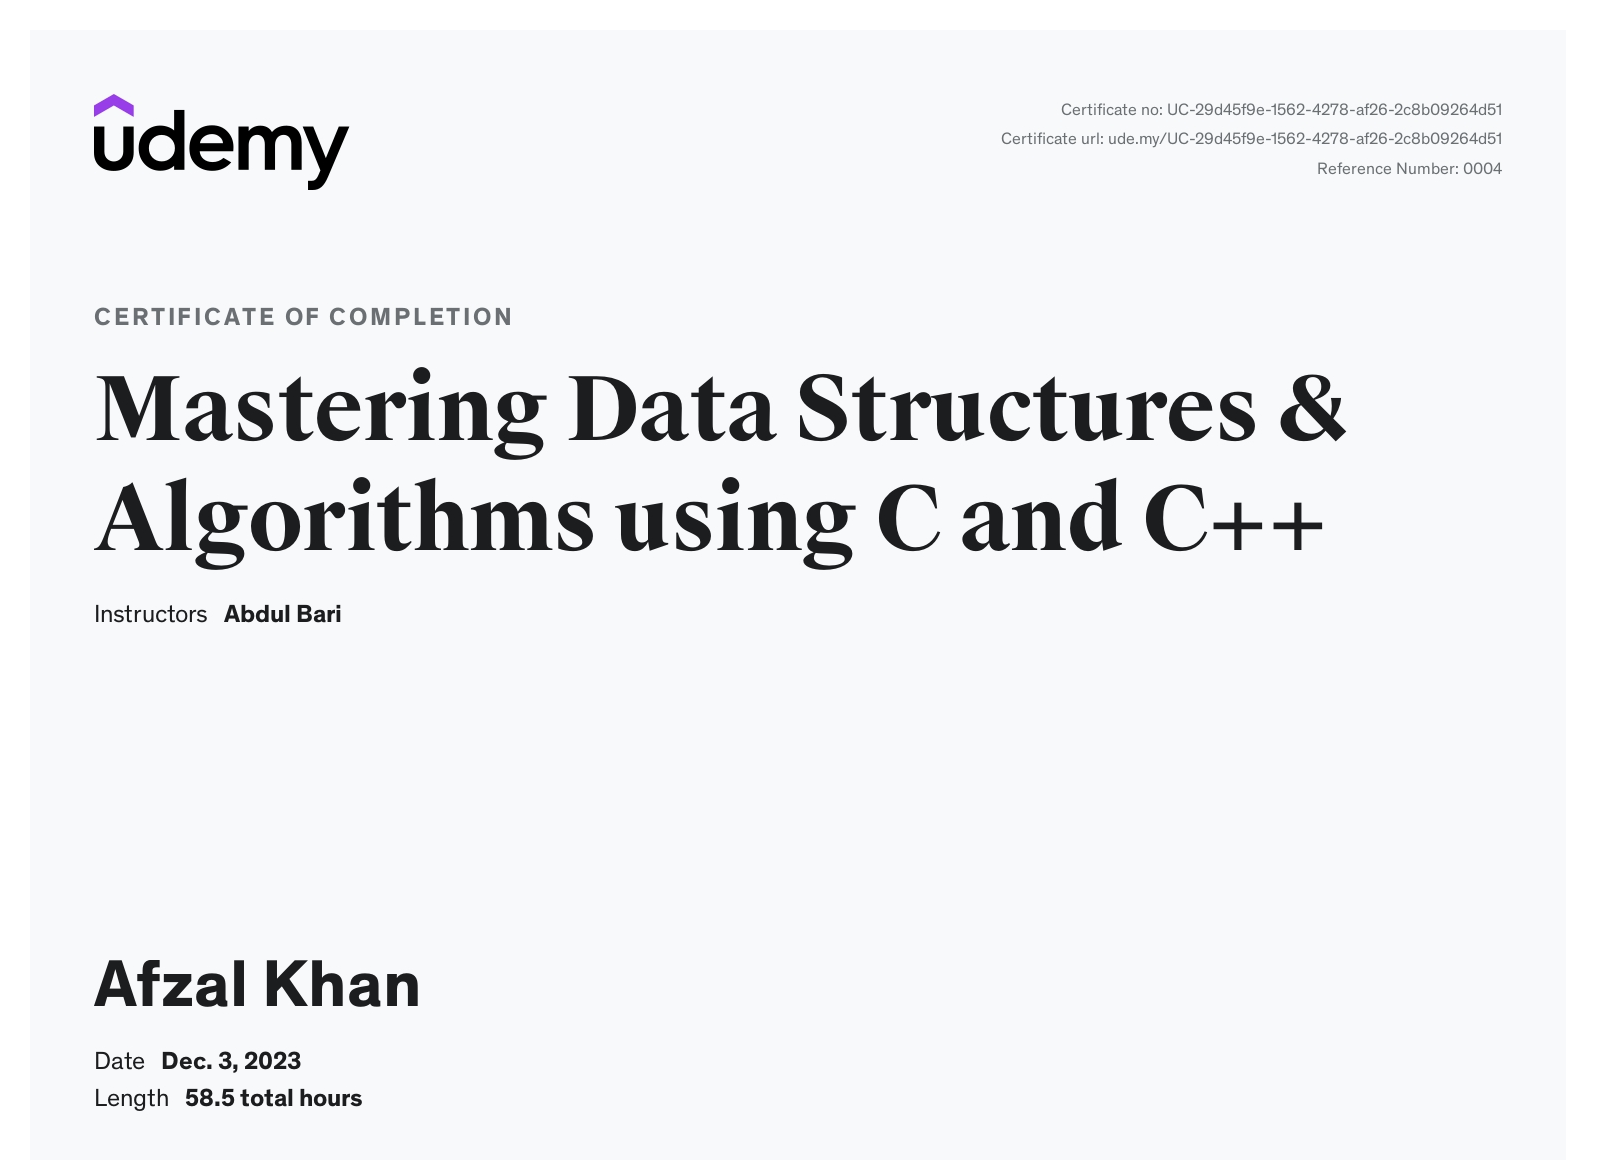 udemy
Certificate no: UC-29d45f9e-1562-4278-af26-2c8b09264d51
Certificate url: ude.my/UC-29d45f9e-1562-4278-af26-2c8b09264d51
Reference Number: 0004
CERTIFICATE OF COMPLETION
Mastering Data Structures &
Algorithms using C and C++
Instructors Abdul Bari
Afzal Khan
Date Dec. 3, 2023
Length 58.5 total hours